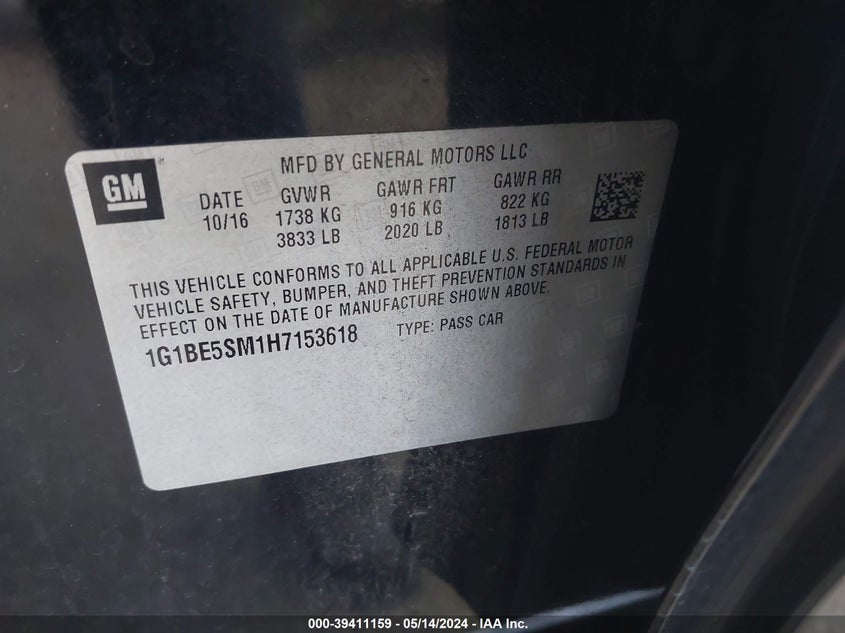 GM
MFD BY GENERAL MOTORS LLC
DATE GVWR GAWR FRT GAWR RR
10/16 1738 KG 916 KG 822 KG
3833 LB 2020 LB 1813 LB
THIS VEHICLE CONFORMS TO ALL APPLICABLE U.S. FEDERAL MOTOR
VEHICLE SAFETY, BUMPER, AND THEFT PREVENTION STANDARDS IN
EFFECT ON THE DATE OF MANUFACTURE SHOWN ABOVE.
1G1BE5SM1H7153618 TYPE: PASS CAR
000-39411159 / 05/14/2024 - IAA Inc.